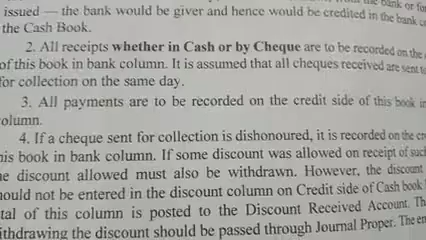 issued — the bank would be giver and hence would be credited in the bank
the Cash Book.
2. All receipts whether in Cash or by Cheque are to be recorded on the
of this book in bank column. It is assumed that all cheques received are sent
for collection on the same day.
3. All payments are to be recorded on the credit side of this book in
olumn.
4. If a cheque sent for collection is dishonoured, it is recorded on the
his book in bank column. If some discount was allowed on receipt of such
e discount allowed must also be withdrawn. However, the discount
hould not be entered in the discount column on Credit side of Cash book
tal of this column is posted to the Discount Received Account. Th
ithdrawing the discount should be passed through Journal Proper. The en